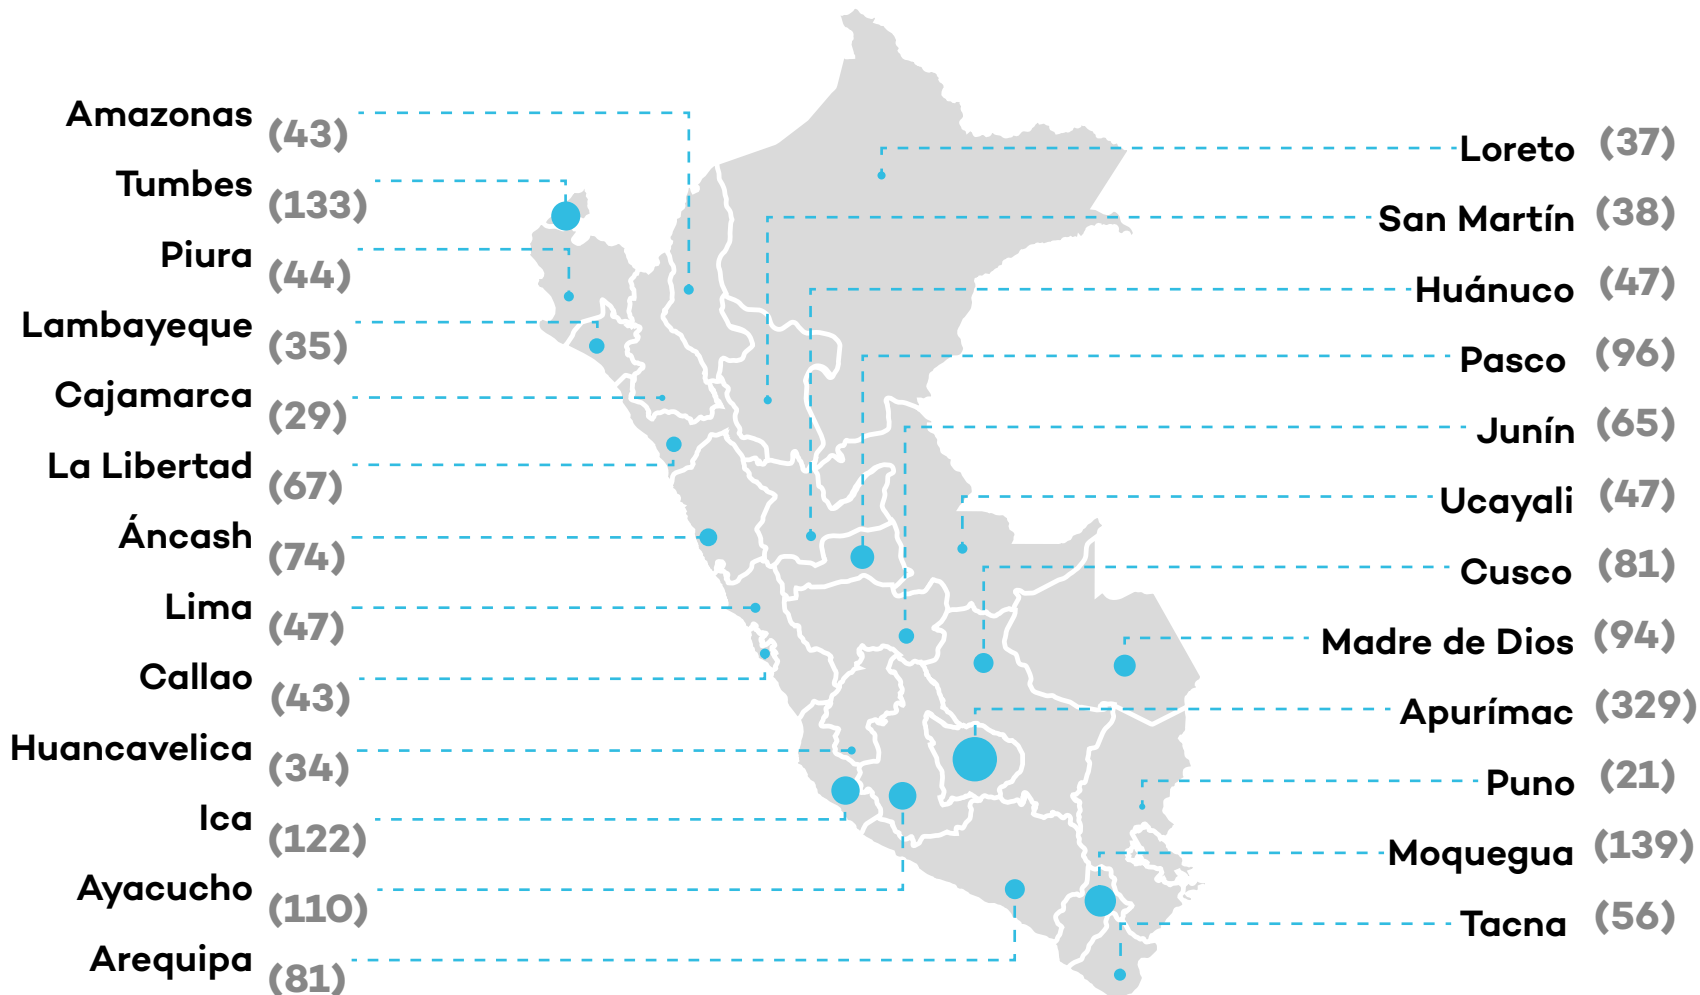 Amazonas (43)
Tumbes (133)
Piura (44)
Lambayeque (35)
Cajamarca (29)
La Libertad (67)
Áncash (74)
Lima (47)
Callao (43)
Huancavelica (34)
Ica (122)
Ayacucho (110)
Arequipa (81)
Loreto (37)
San Martín (38)
Huánuco (47)
Pasco (96)
Junín (65)
Ucayali (47)
Cusco (81)
Madre de Dios (94)
Apurímac (329)
Puno (21)
Moquegua (139)
Tacna (56)